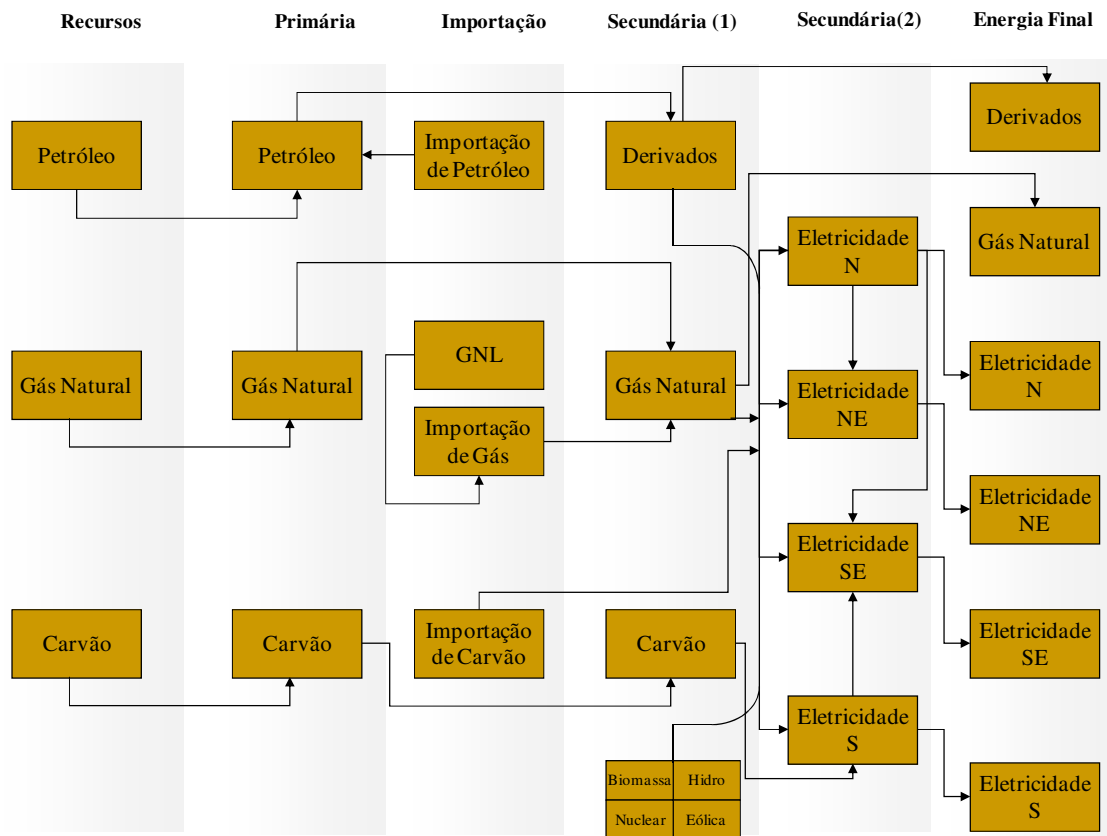 Recursos
Primária
Importação
Secundária (1)
Secundária(2)
Energia Final
Petróleo
Petróleo
Importação
de Petróleo
Derivados
Derivados
Eletricidade
N
Gás Natural
Gás Natural
Gás Natural
GNL
Importação
de Gás
Gás Natural
Eletricidade
NE
Eletricidade
N
Eletricidade
NE
Eletricidade
SE
Carvão
Carvão
Importação
de Carvão
Carvão
Eletricidade
SE
Eletricidade
S
Biomassa
Hidro
Nuclear
Eólica
Eletricidade
S